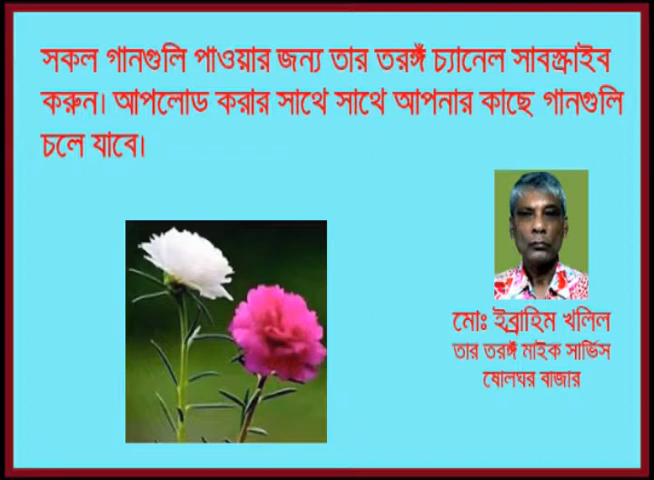 সকল গানগুলি পাওয়ার জন্য তার তরঙ্গঁ চ্যানেল সাবস্ক্রাইব
করুন। আপলোড করার সাথে সাথে আপনার কাছে গানগুলি
চলে যাবে।
মোঃ ইব্রাহিম খলিল
তার তরঙ্গঁ মাইক সার্ভিস
ষোলঘর বাজার